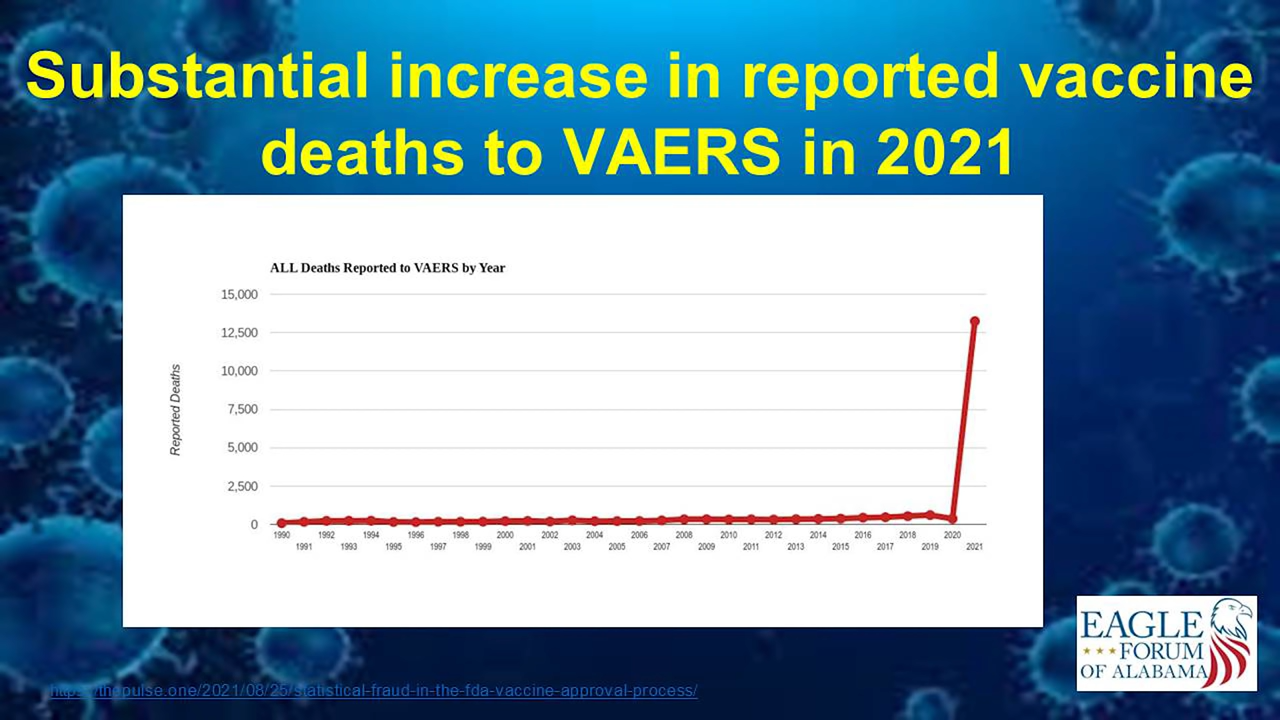 Substantial increase in reported vaccine
deaths to VAERS in 2021
ALL Deaths Reported to VAERS by Year
15,000
12,500
10,000
7,500
5,000
2,500
0
Reported Deaths
1990 1992 1994 1996 1998 2000 2002 2004 2006 2008 2010 2012 2014 2016 2018 2020
1991 1993 1995 1997 1999 2001 2003 2005 2007 2009 2011 2013 2015 2017 2019 2021
EAGLE
FORUM
OF ALABAMA
https://thepulse.one/2021/08/25/statistical-fraud-in-the-fda-vaccine-approval-process/